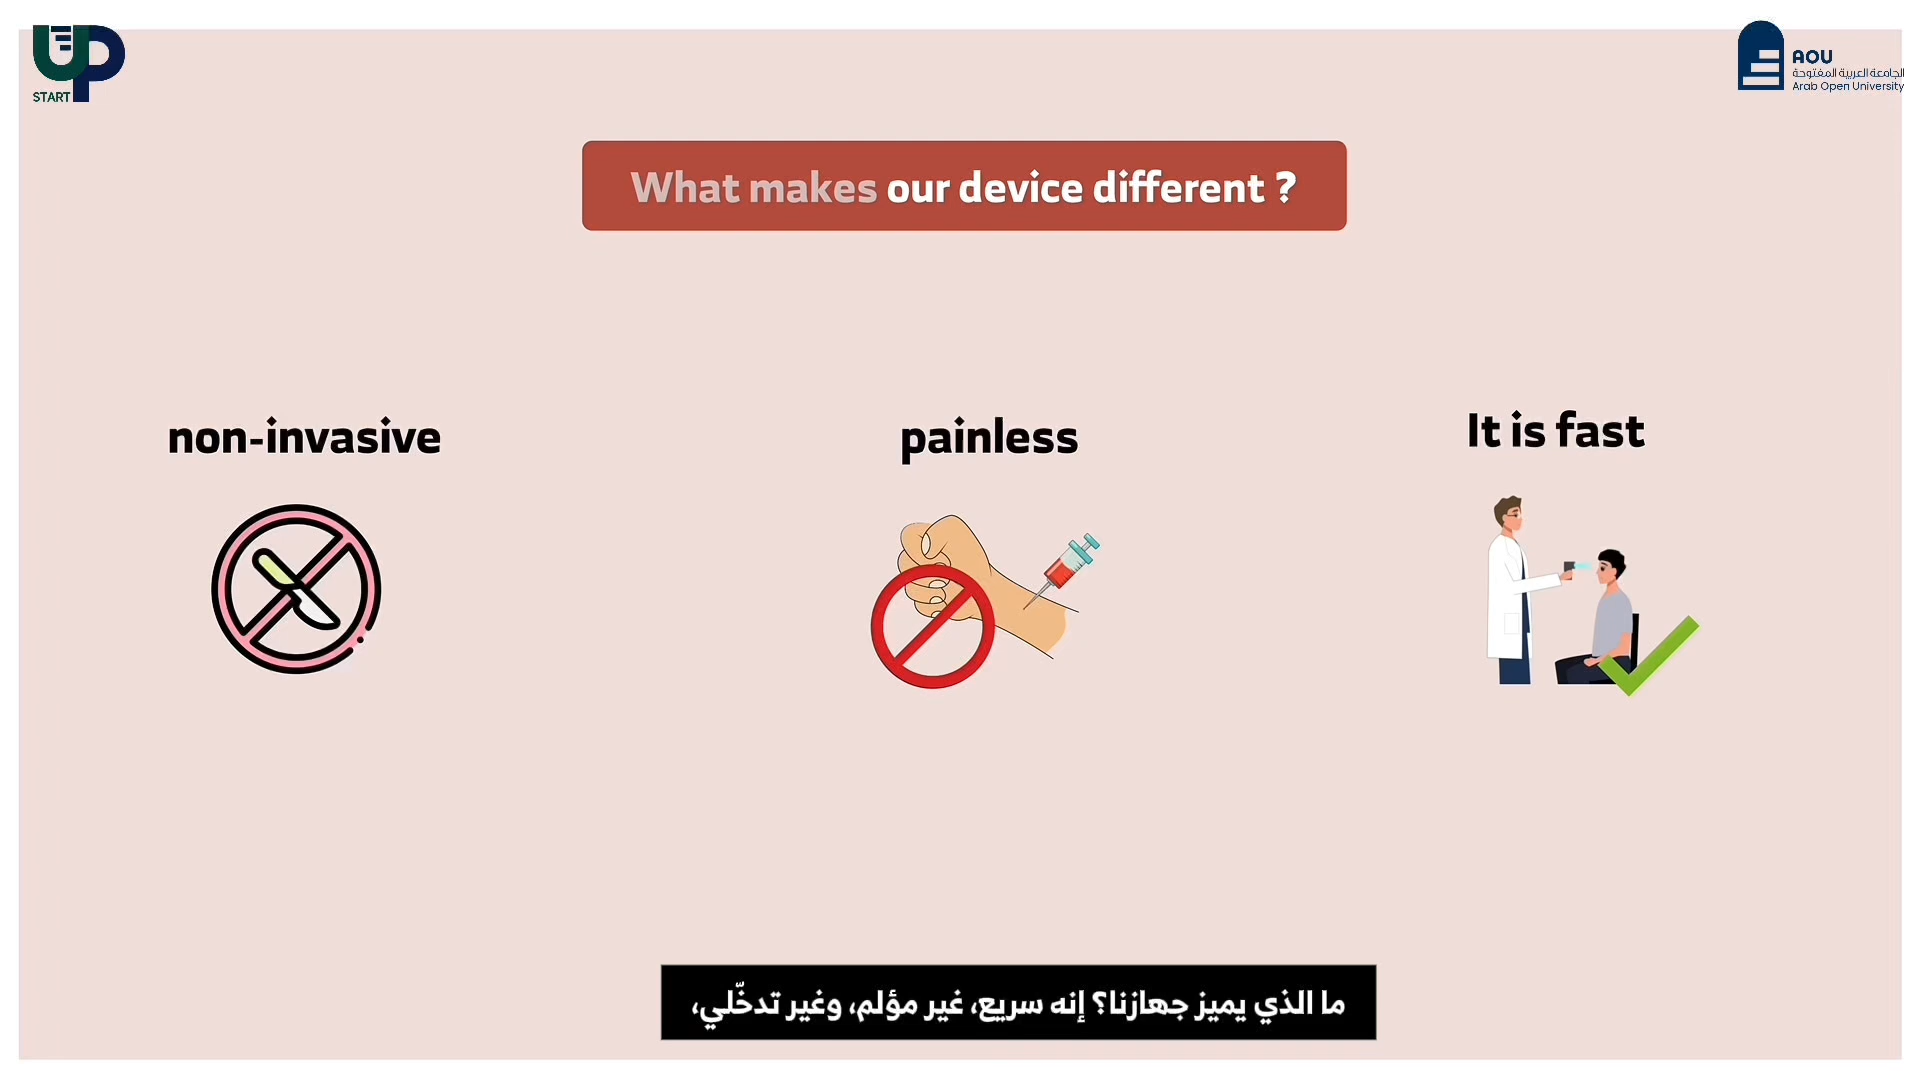 UP
START
AOU
الجامعة العربية المفتوحة
Arab Open University
What makes our device different ?
non-invasive
painless
It is fast
ما الذي يميز جهازنا؟ إنه سريع، غير مؤلم، وغير تدخّلي،